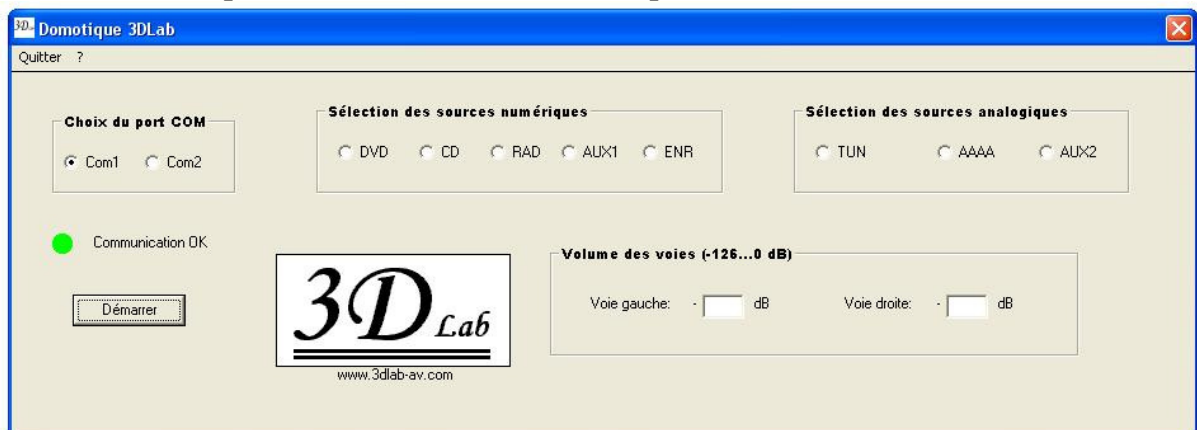 3D Lab Domotique 3DLab
Quitter ?
Choix du port COM
Com1 Com2
Sélection des sources numériques
DVD CD RAD AUX1 ENR
Sélection des sources analogiques
TUN AAAA AUX2
Communication OK
Démarrer
3D Lab
www.3dlab-av.com
Volume des voies (-126...0 dB)
Voie gauche: - dB Voie droite: - dB